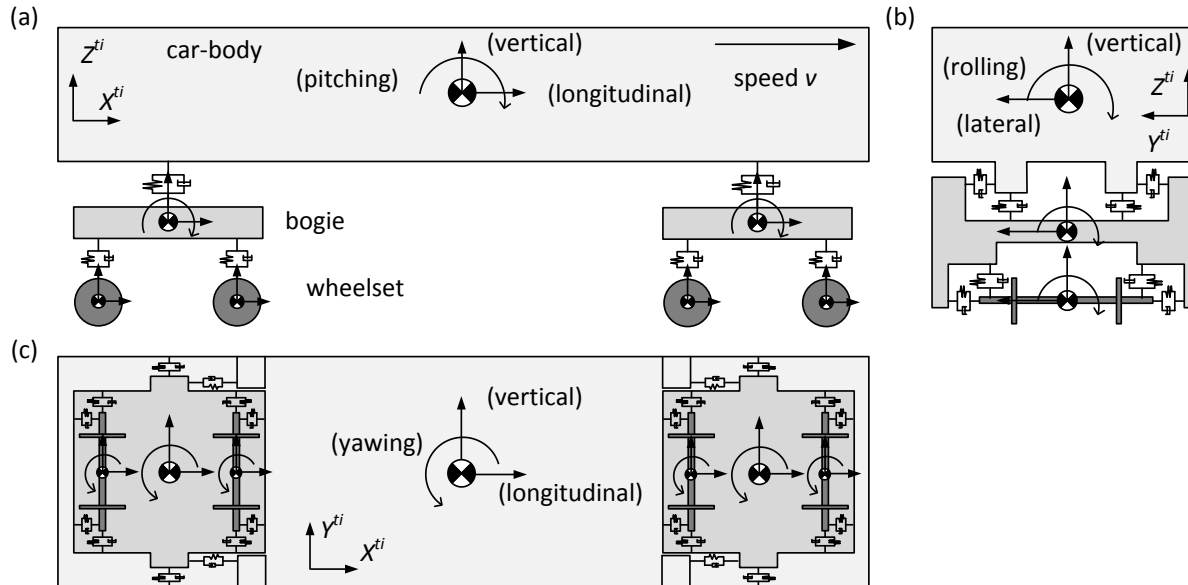 (a)
Z^ti
X^ti
car-body
(vertical)
(pitching)
(longitudinal)
speed v
bogie
wheelset
(b)
(vertical)
(rolling)
Z^ti
(lateral)
Y^ti
(c)
(vertical)
(yawing)
(longitudinal)
Y^ti
X^ti